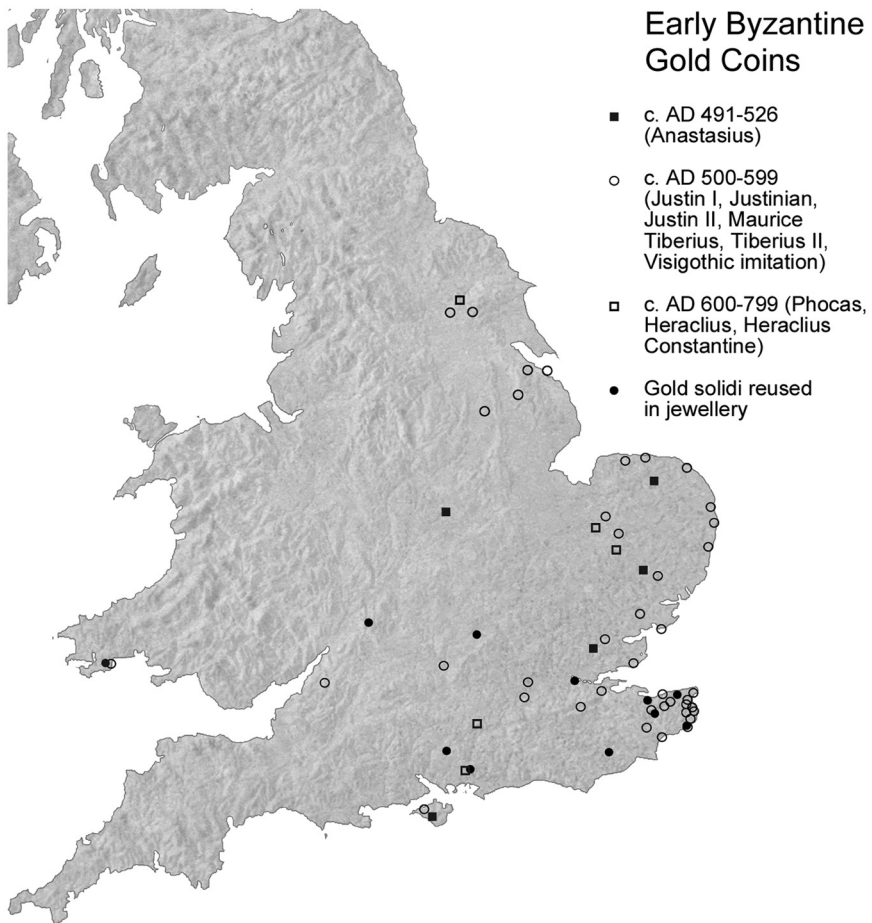 Early Byzantine
Gold Coins
c. AD 491-526
(Anastasius)
c. AD 500-599
(Justin I, Justinian,
Justin II, Maurice
Tiberius, Tiberius II,
Visigothic imitation)
c. AD 600-799 (Phocas,
Heraclius, Heraclius
Constantine)
Gold solidi reused
in jewellery